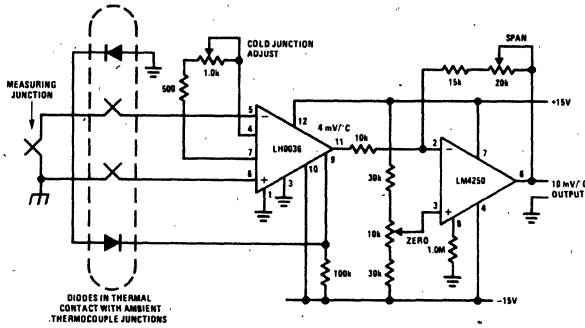 COLD JUNCTION
ADJUST
1.0k
500
MEASURING
JUNCTION
SPAN
15k
20k
+15V
5
4
7
6
12
4 mV/°C
11
LH0036
10
9
1
3
10k
30k
10k
ZERO
30k
100k
2
3
7
LM4250
6
4
8
1.0M
10 mV/°C
OUTPUT
-15V
DIODES IN THERMAL
CONTACT WITH AMBIENT
THERMOCOUPLE JUNCTIONS